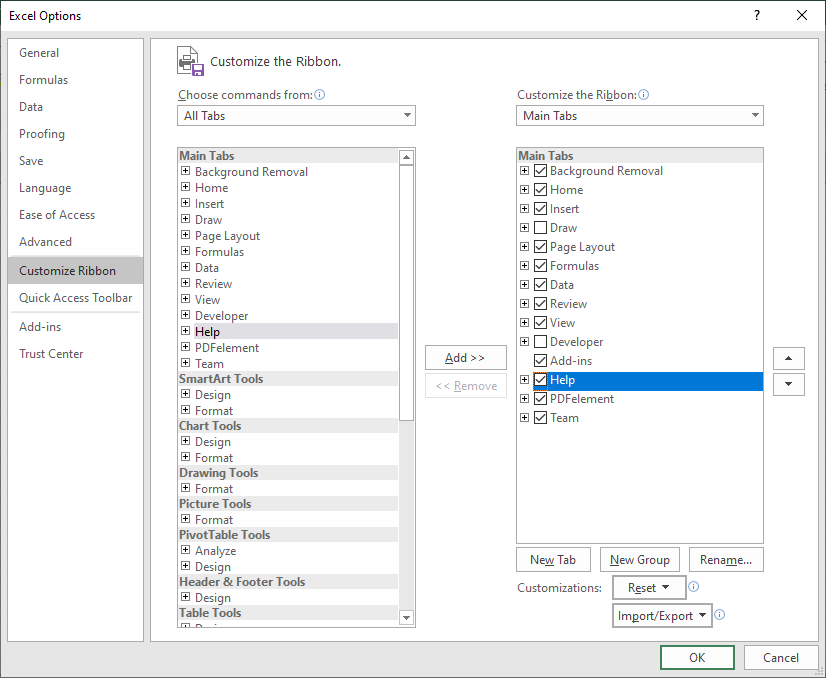 Excel Options
?
General
Formulas
Data
Proofing
Save
Language
Ease of Access
Advanced
Customize Ribbon
Quick Access Toolbar
Add-ins
Trust Center
Customize the Ribbon.
Choose commands from:
All Tabs
Main Tabs
Background Removal
Home
Insert
Draw
Page Layout
Formulas
Data
Review
View
Developer
Help
PDFelement
Team
SmartArt Tools
Design
Format
Chart Tools
Design
Format
Drawing Tools
Format
Picture Tools
Format
PivotTable Tools
Analyze
Design
Header & Footer Tools
Design
Table Tools
Add >>
<< Remove
Customize the Ribbon:
Main Tabs
Main Tabs
Background Removal
Home
Insert
Draw
Page Layout
Formulas
Data
Review
View
Developer
Add-ins
Help
PDFelement
Team
New Tab
New Group
Rename...
Customizations:
Reset
Import/Export
OK
Cancel